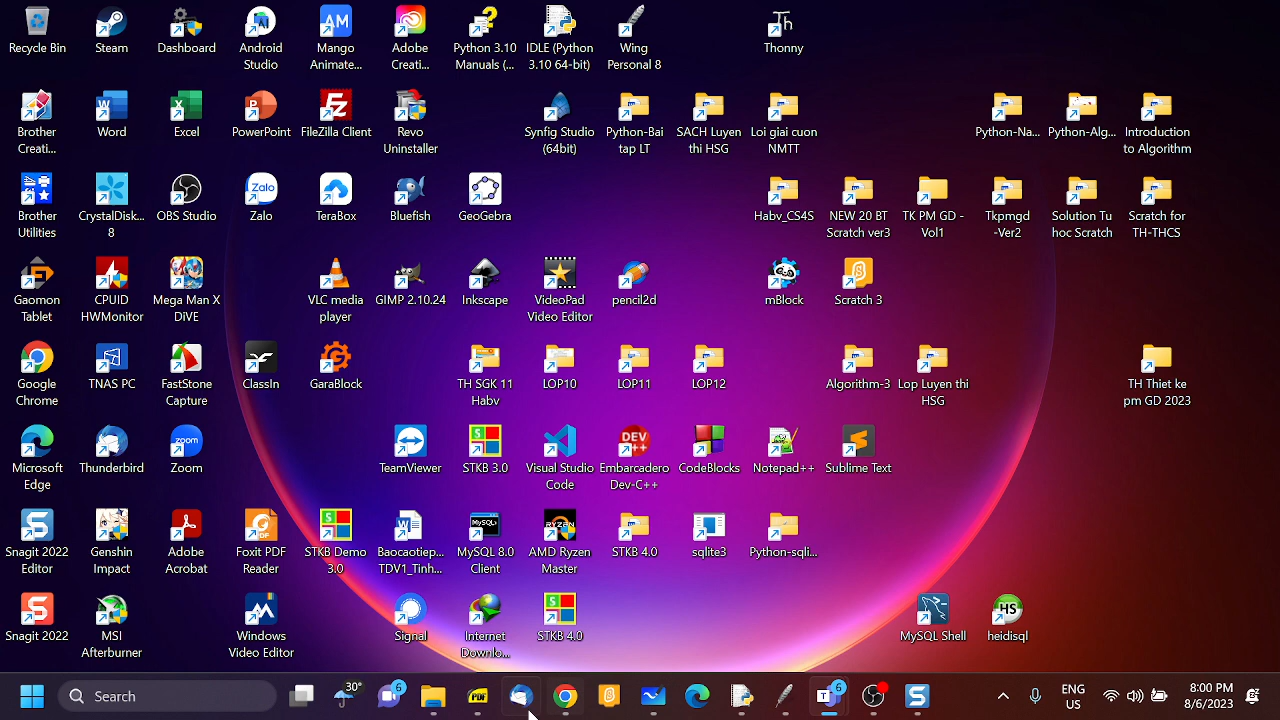 Recycle Bin
Steam
Dashboard
Android
Studio
Mango
Animate...
Adobe
Creati...
Python 3.10
Manuals (...
IDLE (Python
3.10 64-bit)
Wing
Personal 8
Th
Thonny
Brother
Creati...
Word
Excel
PowerPoint
FileZilla Client
Revo
Uninstaller
Synfig Studio
(64bit)
Python-Bai
tap LT
SACH Luyen
thi HSG
Loi giai cuon
NMTT
Python-Na...
Python-Alg...
Introduction
to Algorithm
Brother
Utilities
CrystalDisk...
8
OBS Studio
Zalo
Zalo
TeraBox
Bluefish
GeoGebra
Habv_CS4S
NEW 20 BT
Scratch ver3
TK PM GD -
Vol1
Tkpmgd
-Ver2
Solution Tu
hoc Scratch
Scratch for
TH-THCS
Gaomon
Tablet
CPUID
HWMonitor
Mega Man X
DiVE
VLC media
player
GIMP 2.10.24
Inkscape
VideoPad
Video Editor
pencil2d
mBlock
Scratch 3
Google
Chrome
TNAS PC
FastStone
Capture
ClassIn
GaraBlock
TH SGK 11
Habv
LOP10
LOP11
LOP12
Algorithm-3
Lop Luyen thi
HSG
TH Thiet ke
pm GD 2023
Microsoft
Edge
Thunderbird
zoom
Zoom
TeamViewer
STKB 3.0
Visual Studio
Code
DEV
Embarcadero
Dev-C++
CodeBlocks
Notepad++
Sublime Text
Snagit 2022
Editor
Genshin
Impact
Adobe
Acrobat
Foxit PDF
Reader
STKB Demo
3.0
Baocaotiep...
TDV1_Tinh...
MySQL 8.0
Client
RYZEN
AMD Ryzen
Master
STKB 4.0
sqlite3
Python-sqli...
Snagit 2022
MSI
Afterburner
Windows
Video Editor
Signal
Internet
Downlo...
STKB 4.0
MySQL Shell
HS
heidisql
Search
30°
6
PDF
6
ENG
US
8:00 PM
8/6/2023